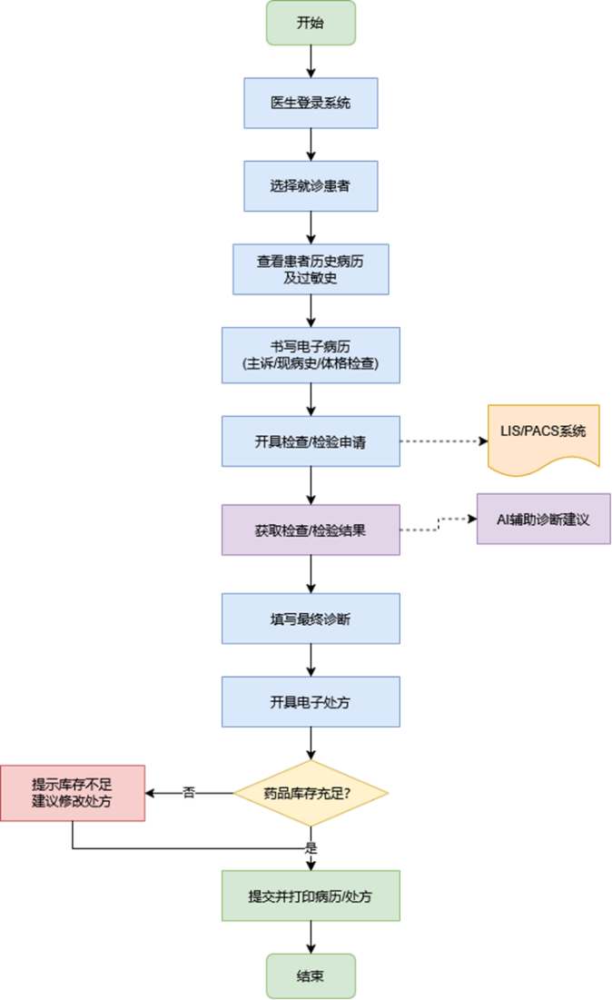 开始
医生登录系统
选择就诊患者
查看患者历史病历
及过敏史
书写电子病历
(主诉/现病史/体格检查)
开具检查/检验申请
LIS/PACS系统
获取检查/检验结果
AI辅助诊断建议
填写最终诊断
开具电子处方
药品库存充足?
否
提示库存不足
建议修改处方
是
提交并打印病历/处方
结束